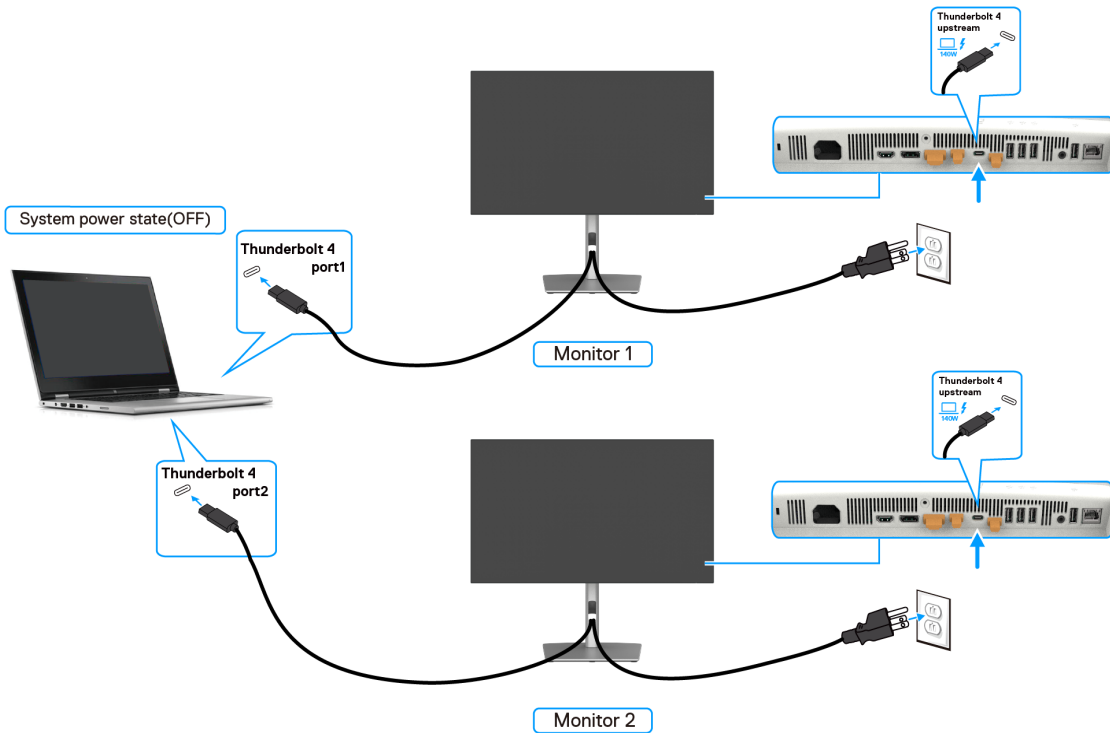 Thunderbolt 4
upstream
140W
System power state(OFF)
Thunderbolt 4
port1
Monitor 1
Thunderbolt 4
upstream
140W
Thunderbolt 4
port2
Monitor 2